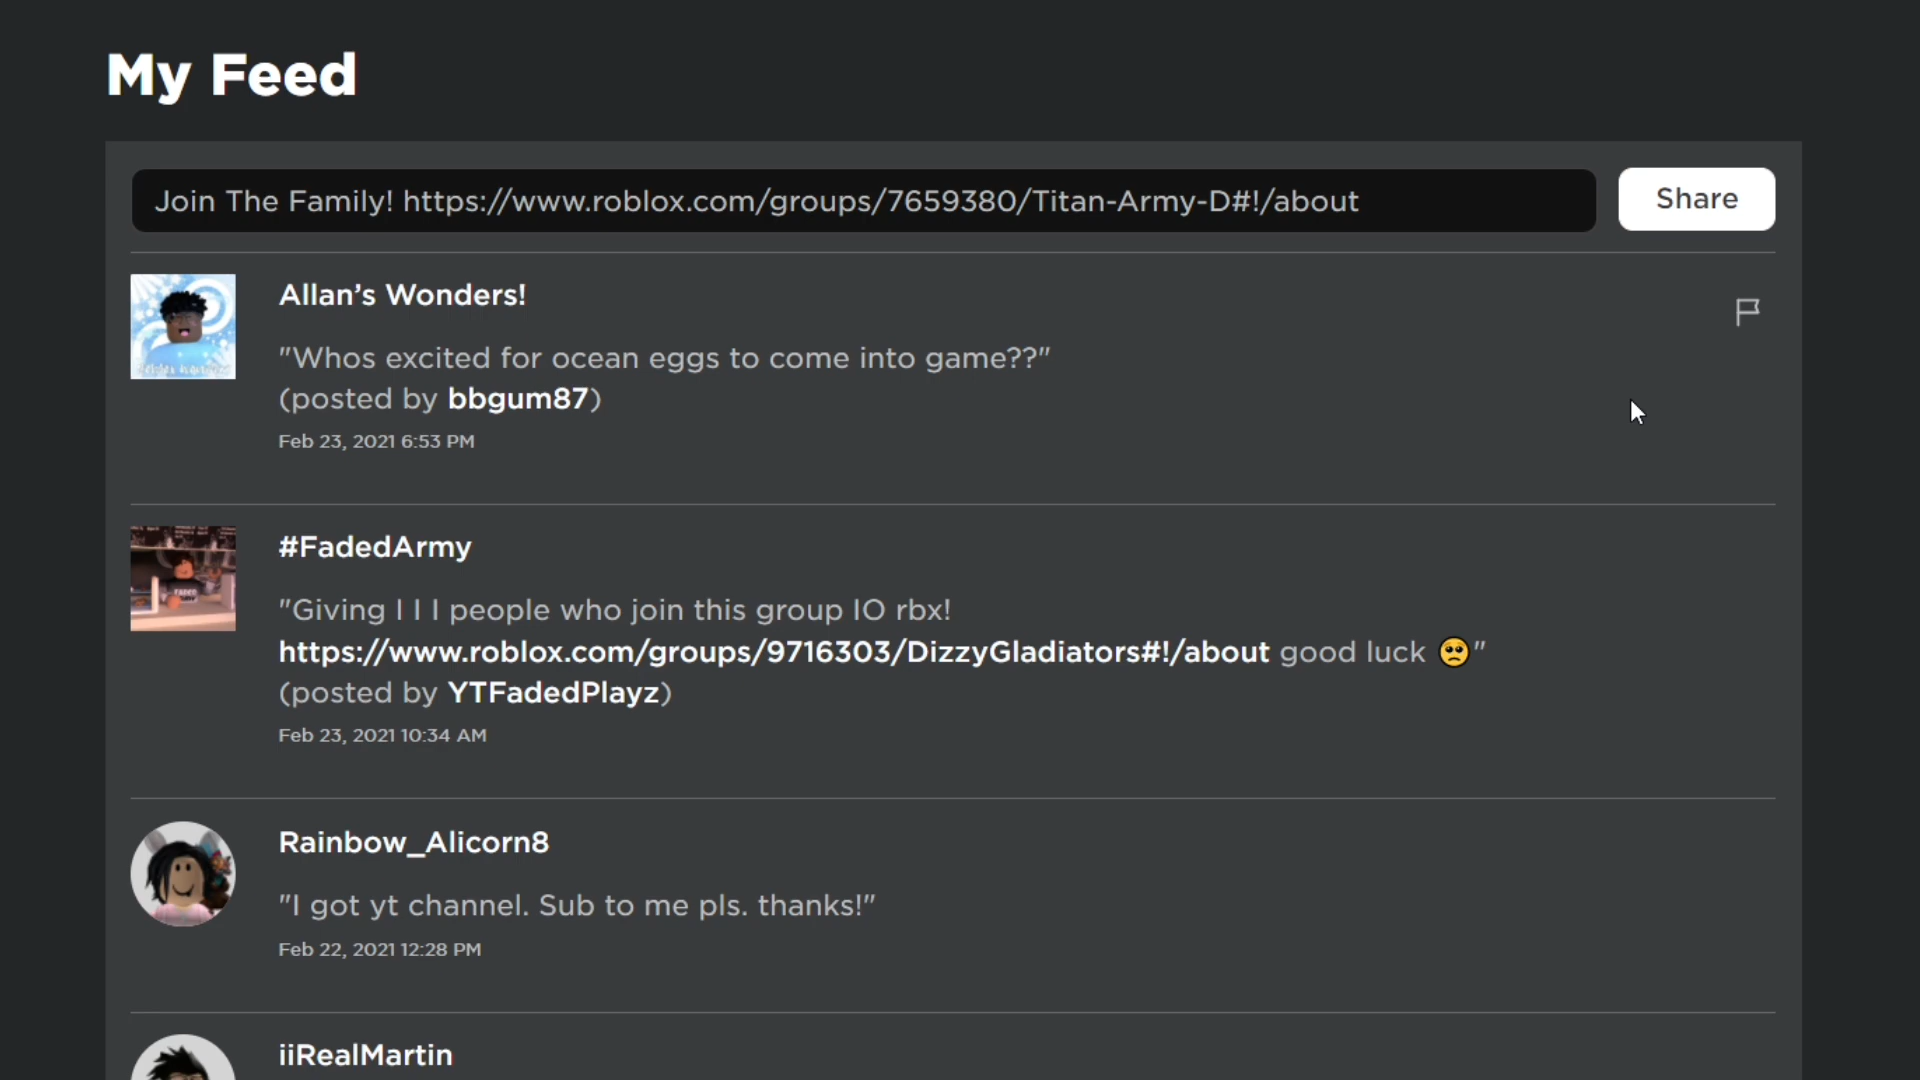 My Feed
Join The Family! https://www.roblox.com/groups/7659380/Titan-Army-D#!/about
Share
Allan’s Wonders!
"Whos excited for ocean eggs to come into game??"
(posted by bbgum87)
Feb 23, 2021 6:53 PM
#FadedArmy
"Giving l l l people who join this group IO rbx!
https://www.roblox.com/groups/9716303/DizzyGladiators#!/about good luck 🥺"
(posted by YTFadedPlayz)
Feb 23, 2021 10:34 AM
Rainbow_Alicorn8
"I got yt channel. Sub to me pls. thanks!"
Feb 22, 2021 12:28 PM
iiRealMartin